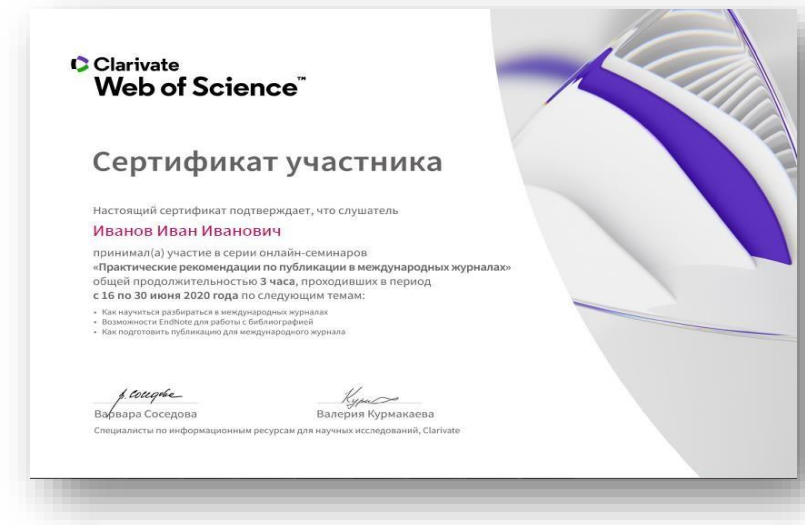 Clarivate
Web of Science™
Сертификат участника
Настоящий сертификат подтверждает, что слушатель
Иванов Иван Иванович
принимал(а) участие в серии онлайн-семинаров
«Практические рекомендации по публикации в международных журналах»
общей продолжительностью 3 часа, проходивших в период
с 16 по 30 июня 2020 года по следующим темам:
• Как научиться разбираться в международных журналах
• Возможности EndNote для работы с библиографией
• Как подготовить публикацию для международного журнала
Варвара Соседова
Валерия Курмакаева
Специалисты по информационным ресурсам для научных исследований, Clarivate